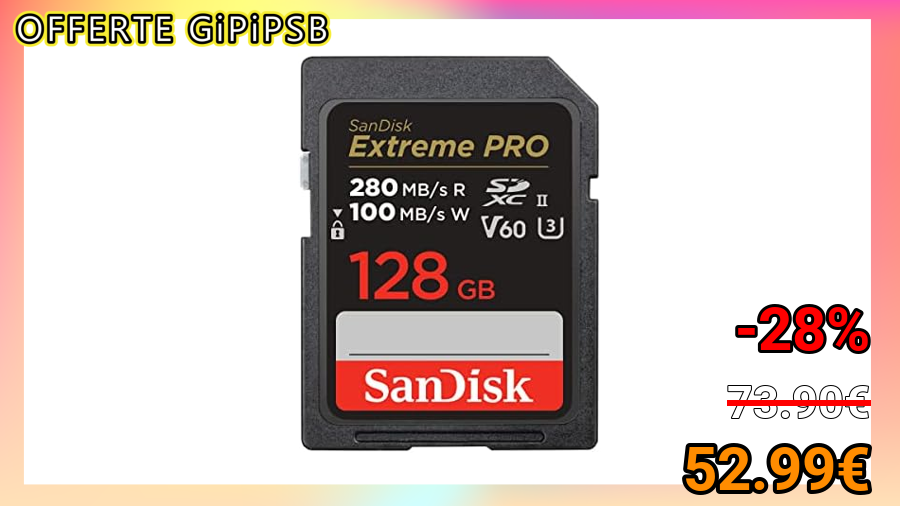 OFFERTE GiPiPSB
SanDisk
Extreme PRO
280 MB/s R
100 MB/s W
SD XC II
V60 3
128 GB
SanDisk
-28%
73.90€
52.99€